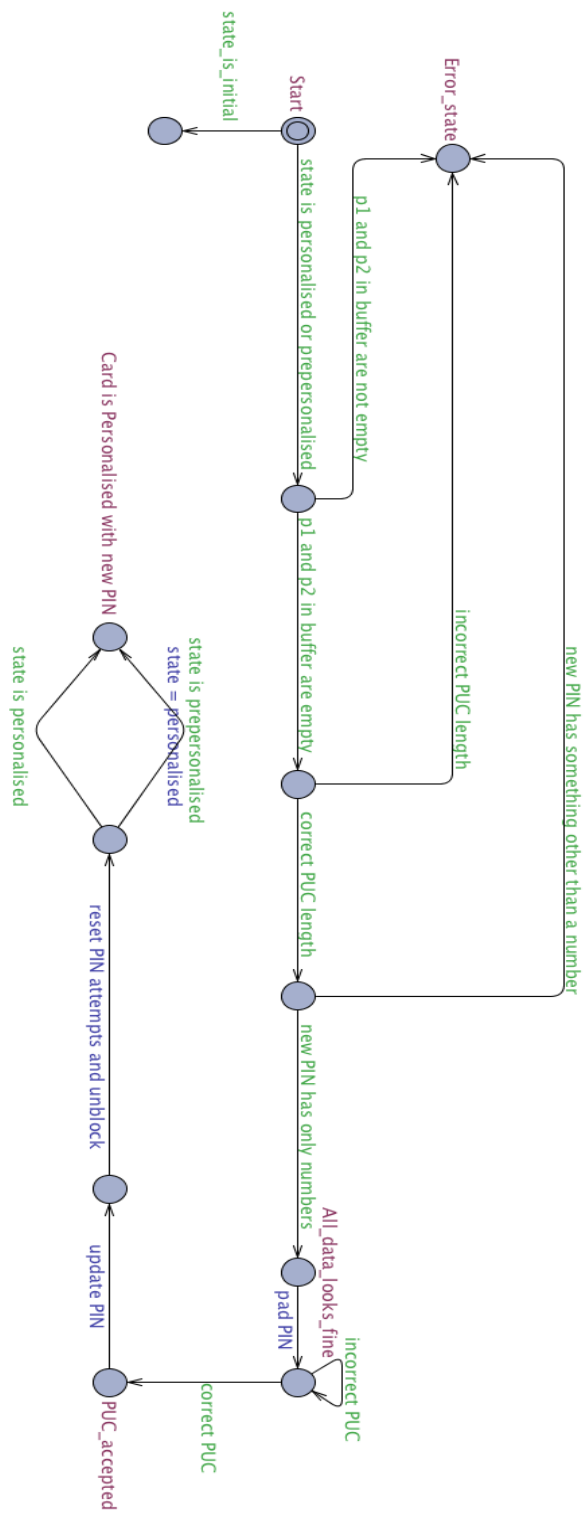 new PIN has something other than a number
Error_state
incorrect PUC length
p1 and p2 in buffer are not empty
Start
state is personalised or prepersonalised
p1 and p2 in buffer are empty
correct PUC length
new PIN has only numbers
All_data_looks_fine
pad PIN
incorrect PUC
state_is_initial
correct PUC
state is prepersonalised
state = personalised
Card is Personalised with new PIN
reset PIN attempts and unblock
update PIN
PUC_accepted
state is personalised